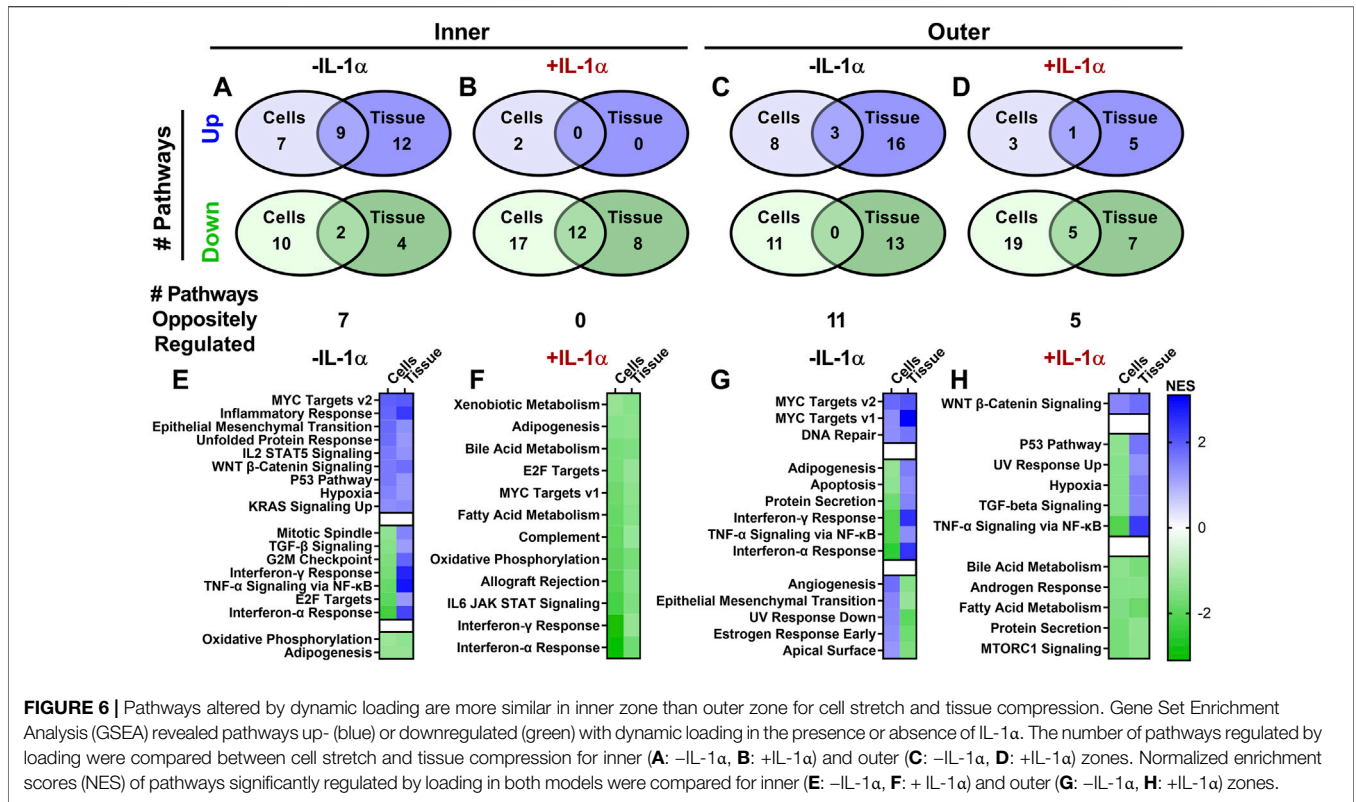 Inner
Outer
-IL-1α
+IL-1α
-IL-1α
+IL-1α
A
B
C
D
# Pathways
Up
Cells
7
9
Tissue
12
Cells
2
0
Tissue
0
Cells
8
3
Tissue
16
Cells
3
1
Tissue
5
Down
Cells
10
2
Tissue
4
Cells
17
12
Tissue
8
Cells
11
0
Tissue
13
Cells
19
5
Tissue
7
# Pathways
Oppositely
Regulated
7
0
11
5
-IL-1α
+IL-1α
-IL-1α
+IL-1α
E
Cells
Tissue
MYC Targets v2
Inflammatory Response
Epithelial Mesenchymal Transition
Unfolded Protein Response
IL2 STAT5 Signaling
WNT β-Catenin Signaling
P53 Pathway
Hypoxia
KRAS Signaling Up
Mitotic Spindle
TGF-β Signaling
G2M Checkpoint
Interferon-γ Response
TNF-α Signaling via NF-κB
E2F Targets
Interferon-α Response
Oxidative Phosphorylation
Adipogenesis
F
Cells
Tissue
Xenobiotic Metabolism
Adipogenesis
Bile Acid Metabolism
E2F Targets
MYC Targets v1
Fatty Acid Metabolism
Complement
Oxidative Phosphorylation
Allograft Rejection
IL6 JAK STAT Signaling
Interferon-γ Response
Interferon-α Response
G
Cells
Tissue
MYC Targets v2
MYC Targets v1
DNA Repair
Adipogenesis
Apoptosis
Protein Secretion
Interferon-γ Response
TNF-α Signaling via NF-κB
Interferon-α Response
Angiogenesis
Epithelial Mesenchymal Transition
UV Response Down
Estrogen Response Early
Apical Surface
H
Cells
Tissue
WNT β-Catenin Signaling
P53 Pathway
UV Response Up
Hypoxia
TGF-beta Signaling
TNF-α Signaling via NF-κB
Bile Acid Metabolism
Androgen Response
Fatty Acid Metabolism
Protein Secretion
MTORC1 Signaling
NES
2
0
-2
FIGURE 6 | Pathways altered by dynamic loading are more similar in inner zone than outer zone for cell stretch and tissue compression. Gene Set Enrichment
Analysis (GSEA) revealed pathways up- (blue) or downregulated (green) with dynamic loading in the presence or absence of IL-1α. The number of pathways regulated by
loading were compared between cell stretch and tissue compression for inner (A: –IL-1α, B: +IL-1α) and outer (C: –IL-1α, D: +IL-1α) zones. Normalized enrichment
scores (NES) of pathways significantly regulated by loading in both models were compared for inner (E: –IL-1α, F: + IL-1α) and outer (G: –IL-1α, H: +IL-1α) zones.